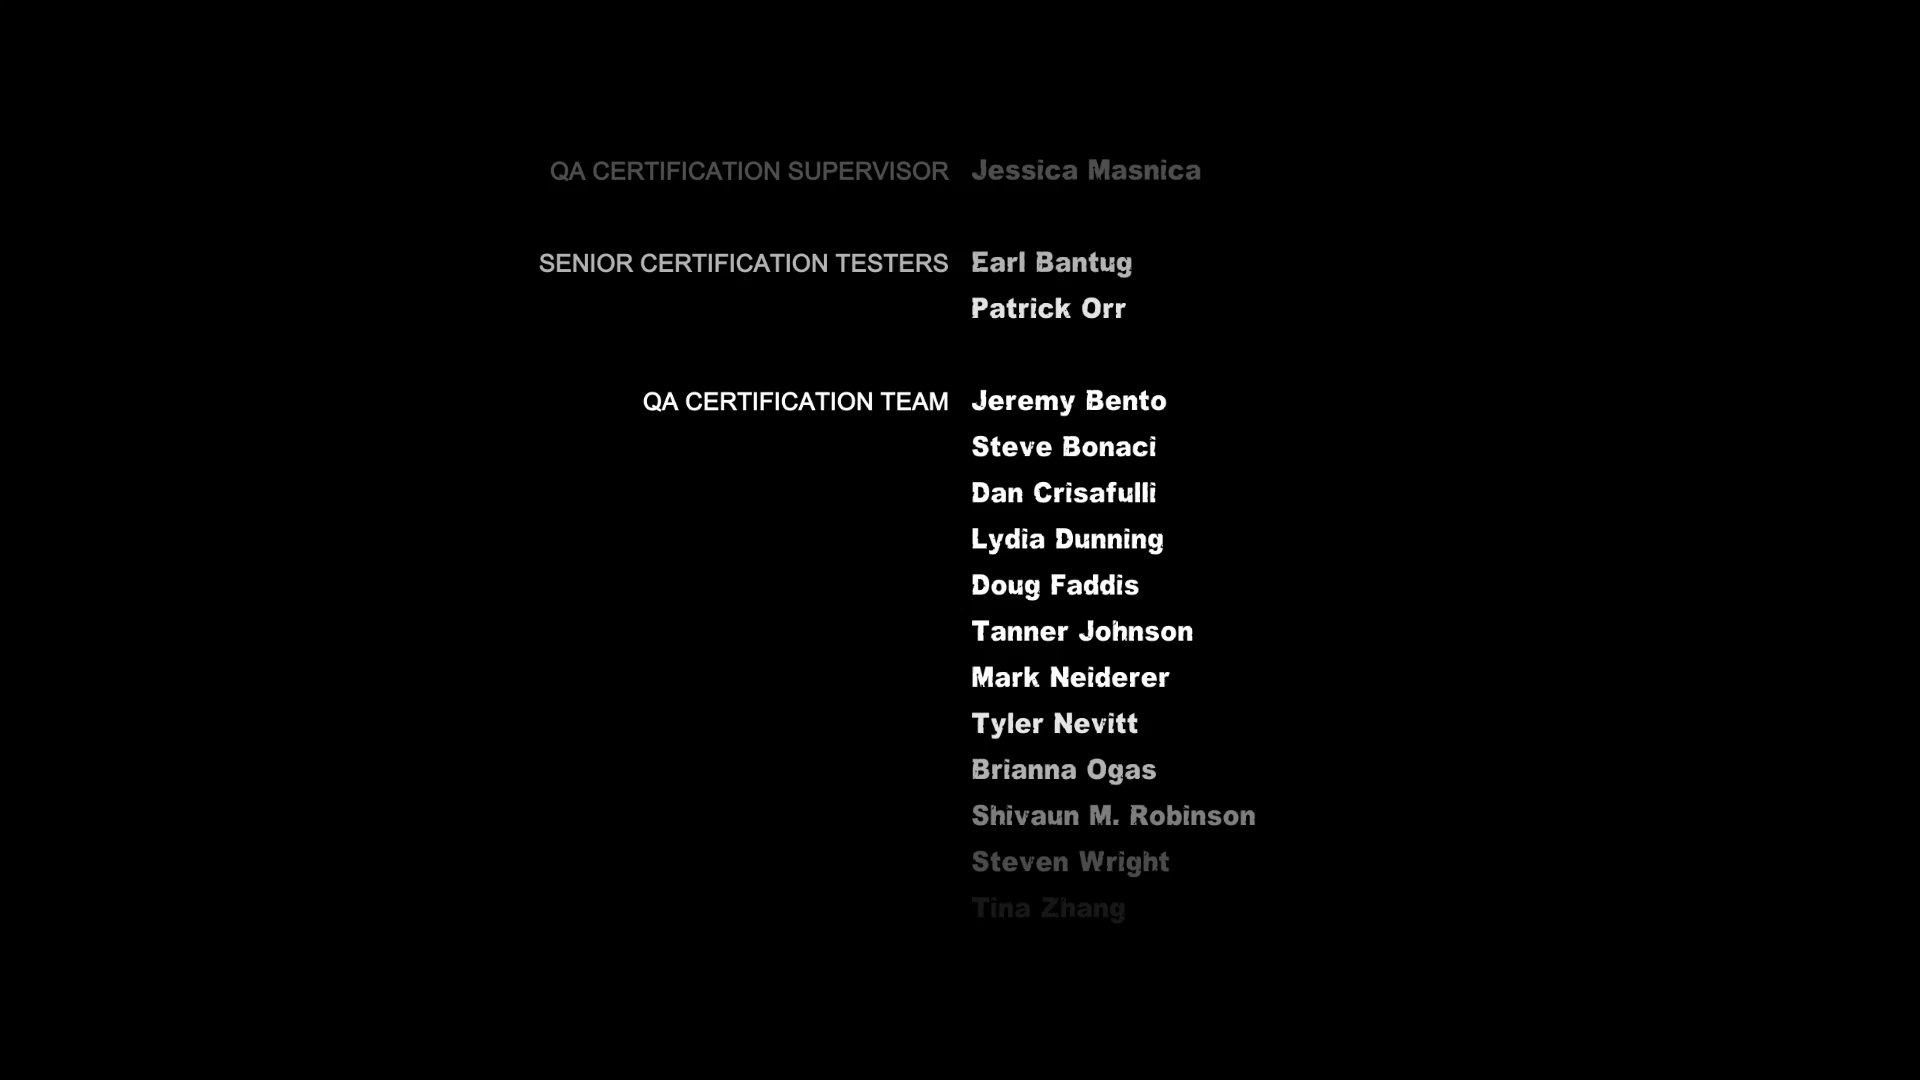 QA CERTIFICATION SUPERVISOR Jessica Masnica
SENIOR CERTIFICATION TESTERS Earl Bantug
Patrick Orr
QA CERTIFICATION TEAM Jeremy Bento
Steve Bonaci
Dan Crisafulli
Lydia Dunning
Doug Faddis
Tanner Johnson
Mark Neiderer
Tyler Nevitt
Brianna Ogas
Shivaun M. Robinson
Steven Wright
Tina Zhang